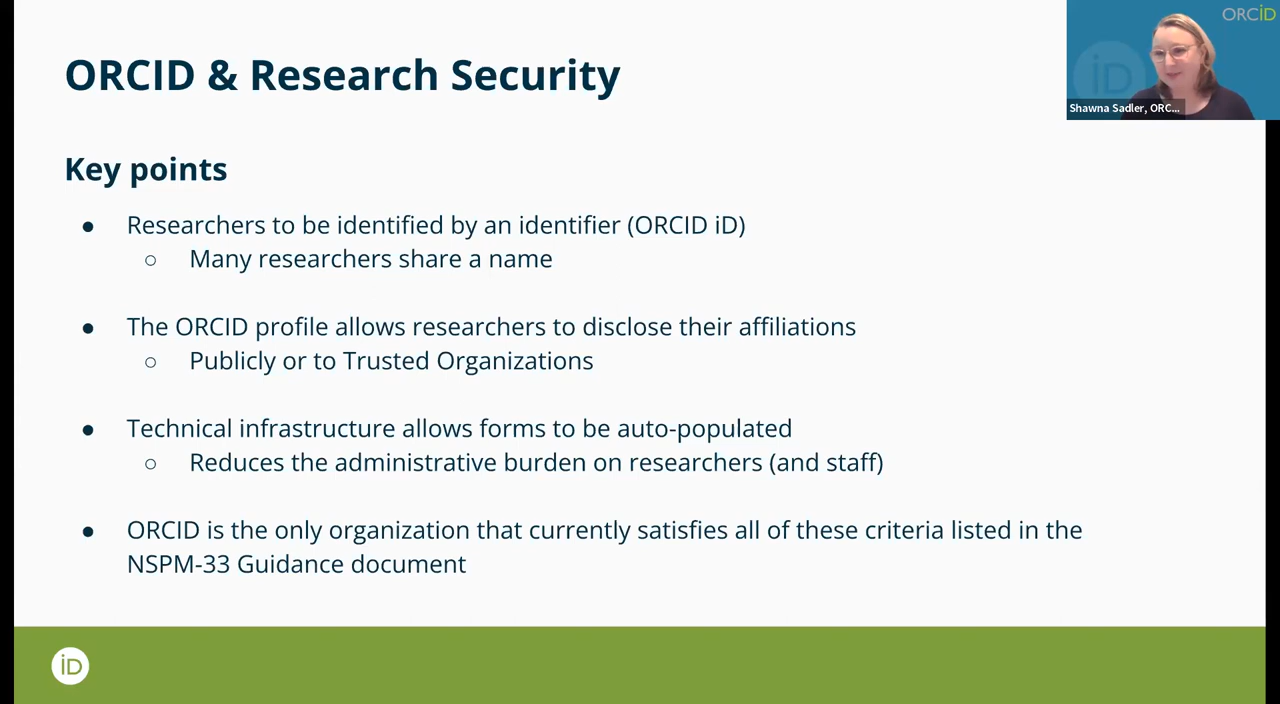 ORCID & Research Security
ORCiD
iD
Shawna Sadler, ORC...
Key points
● Researchers to be identified by an identifier (ORCID iD)
○ Many researchers share a name
● The ORCID profile allows researchers to disclose their affiliations
○ Publicly or to Trusted Organizations
● Technical infrastructure allows forms to be auto-populated
○ Reduces the administrative burden on researchers (and staff)
● ORCID is the only organization that currently satisfies all of these criteria listed in the
NSPM-33 Guidance document
iD